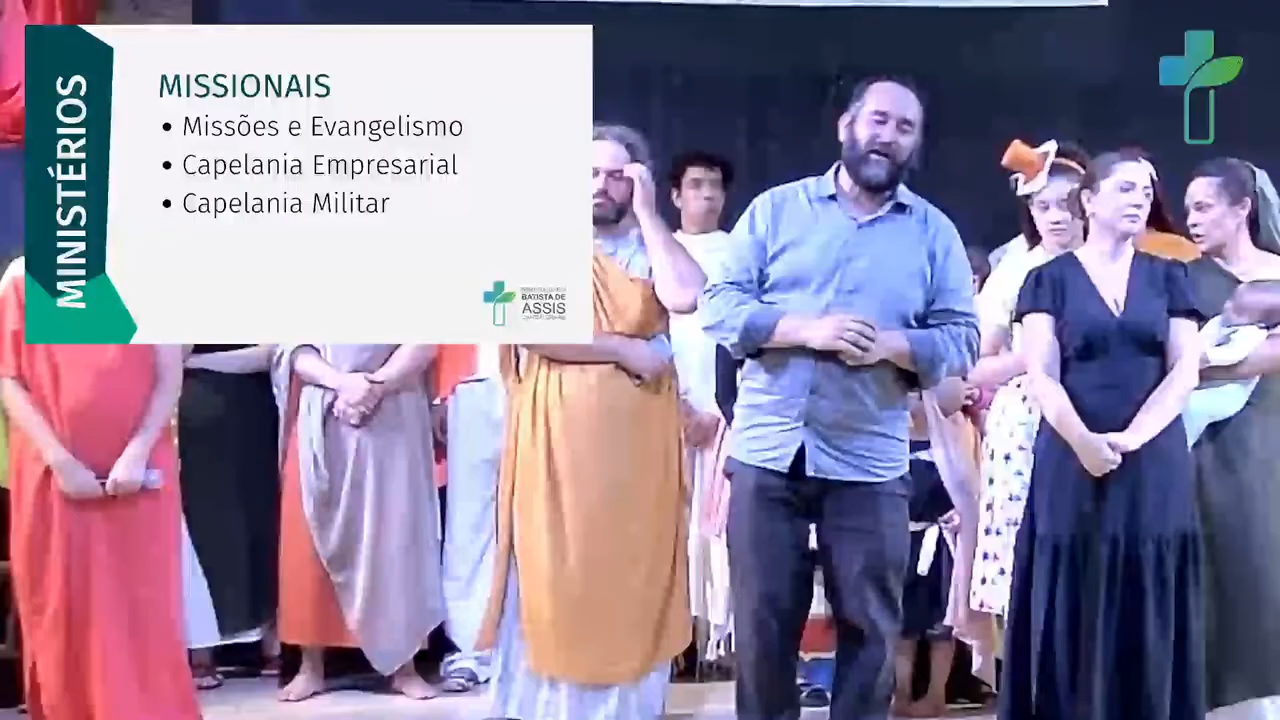 MINISTÉRIOS
MISSIONAIS
• Missões e Evangelismo
• Capelania Empresarial
• Capelania Militar
BATISTA DE
ASSIS